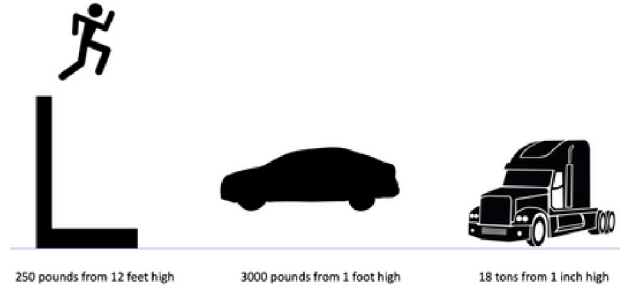 250 pounds from 12 feet high
3000 pounds from 1 foot high
18 tons from 1 inch high